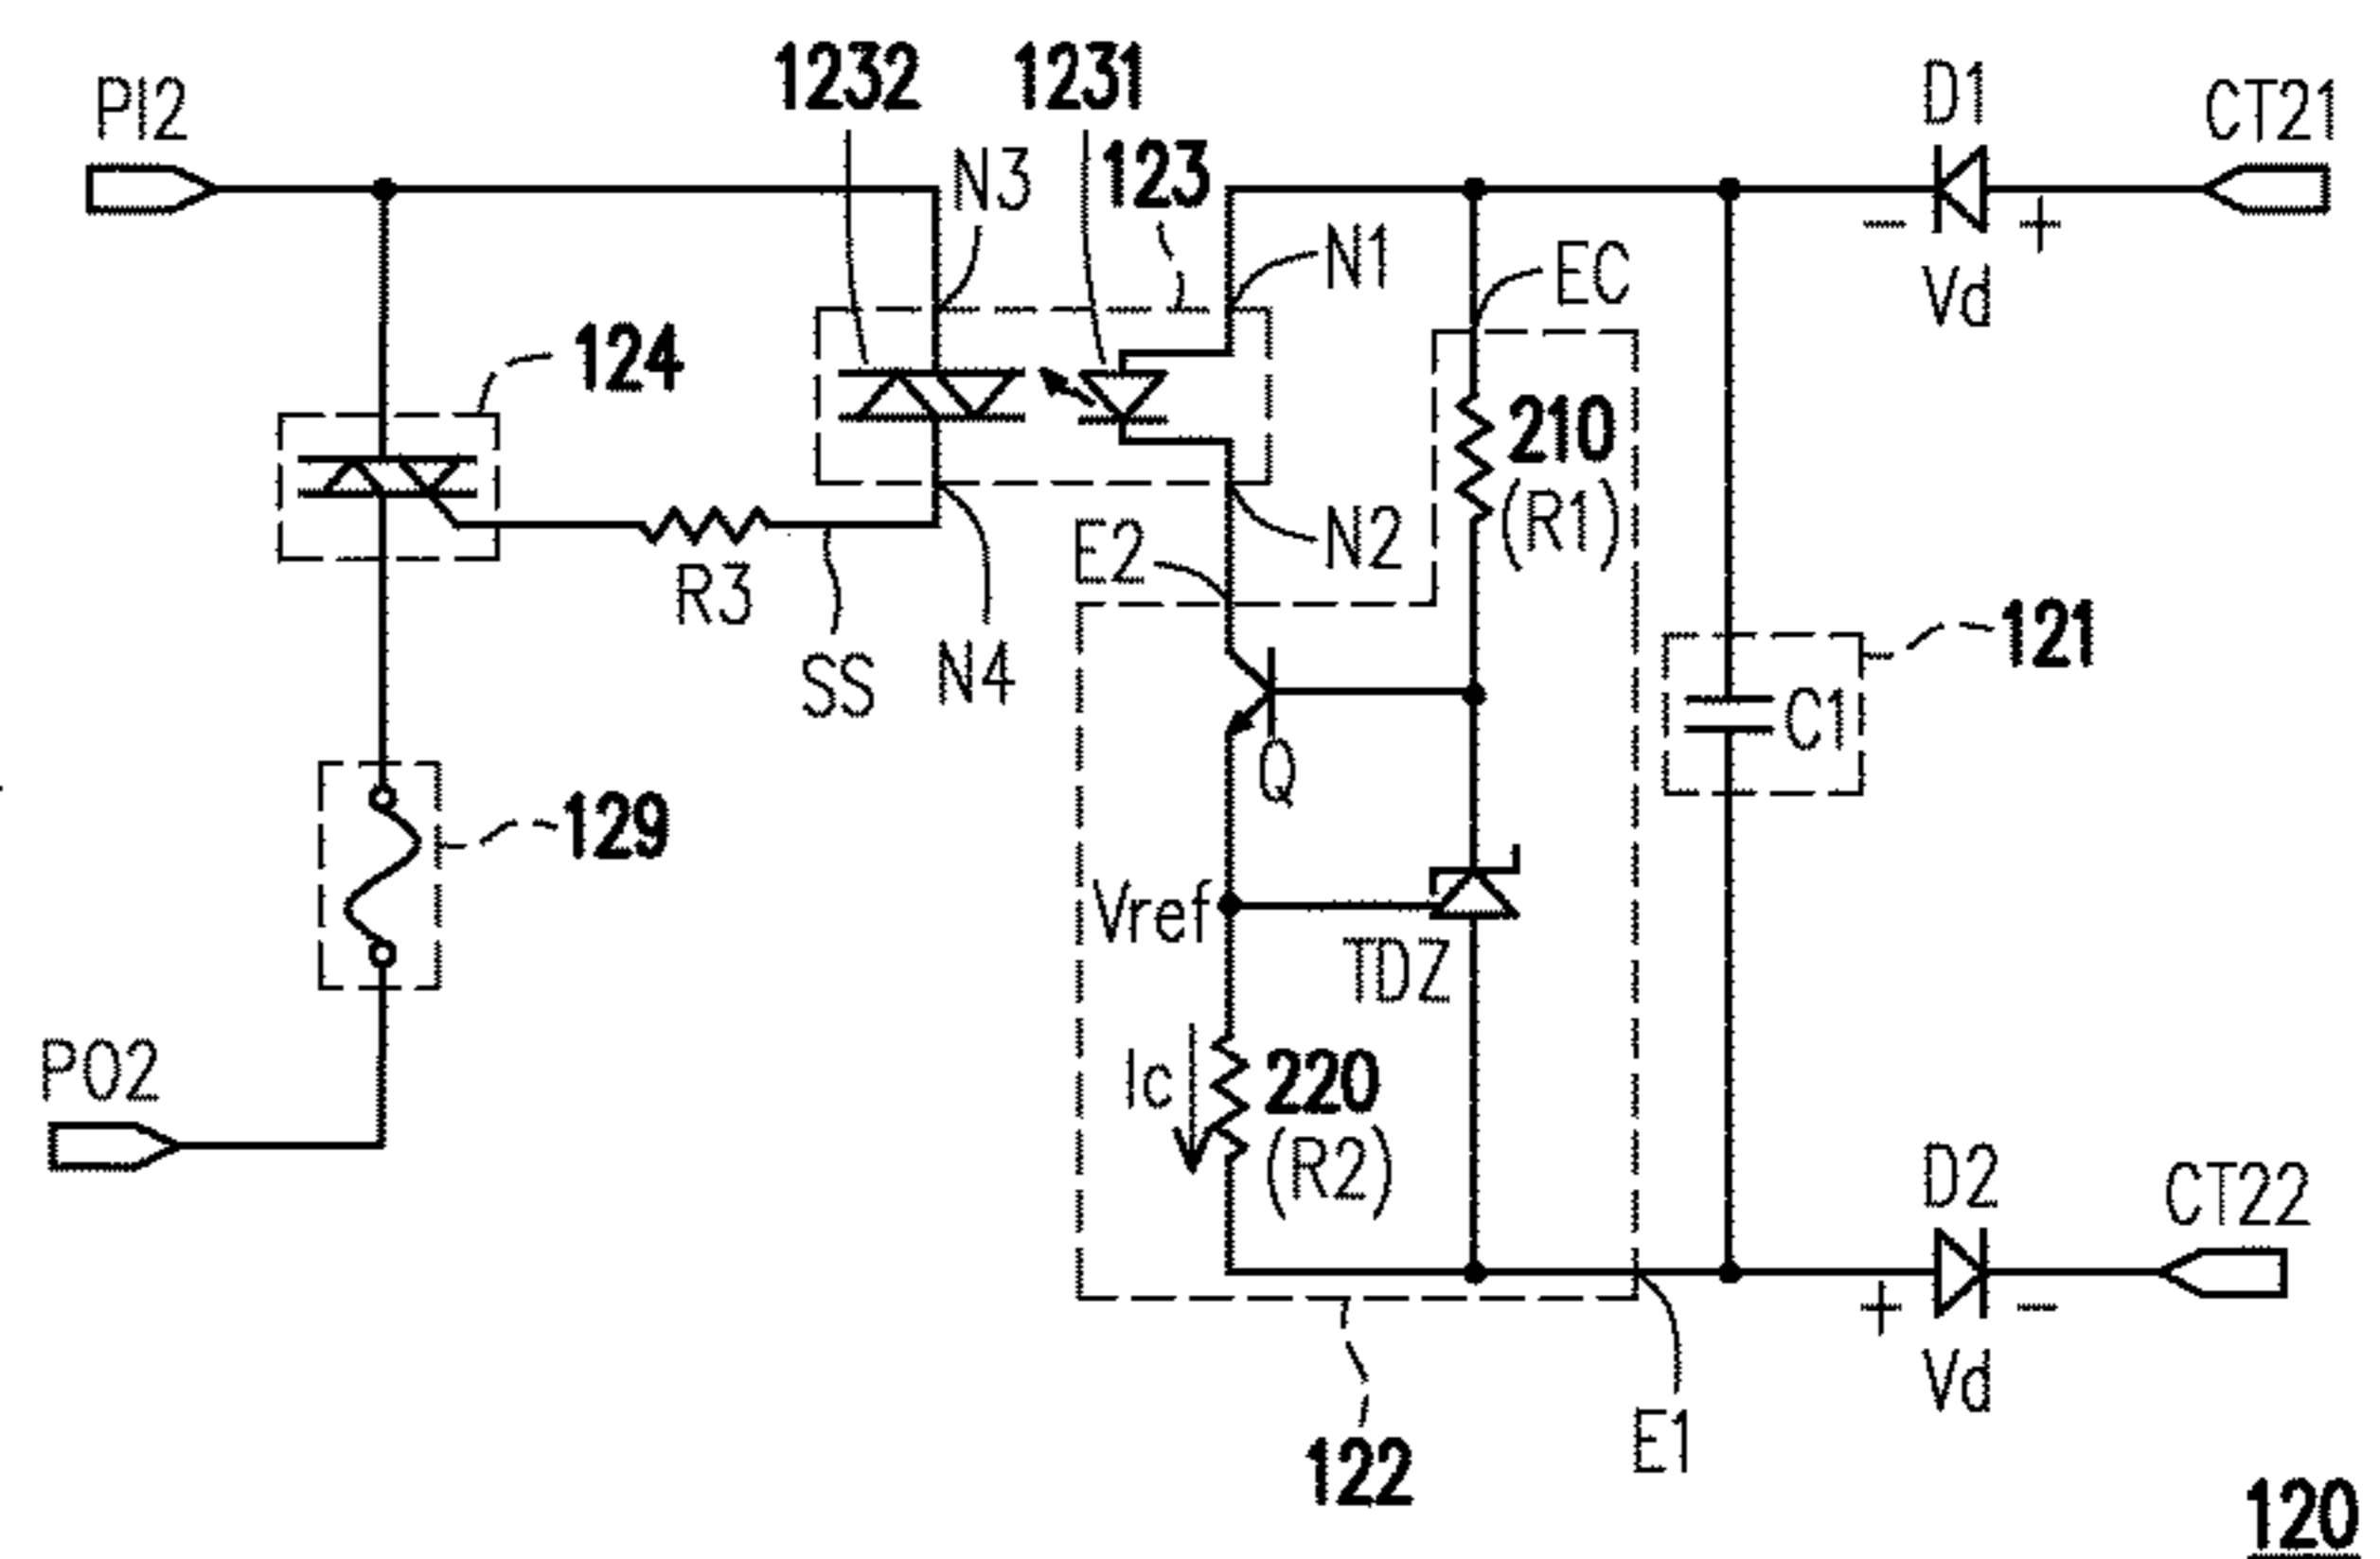 1232 1231
D1
PI2
CT21
N3 123
- +
N1
EC
Vd
124
210
(R1)
E2 N2
R3
121
SS N4
C1
Q
129
Vref
TDZ
PO2
Ic 220
(R2)
D2
CT22
+ -
Vd
E1
122
120